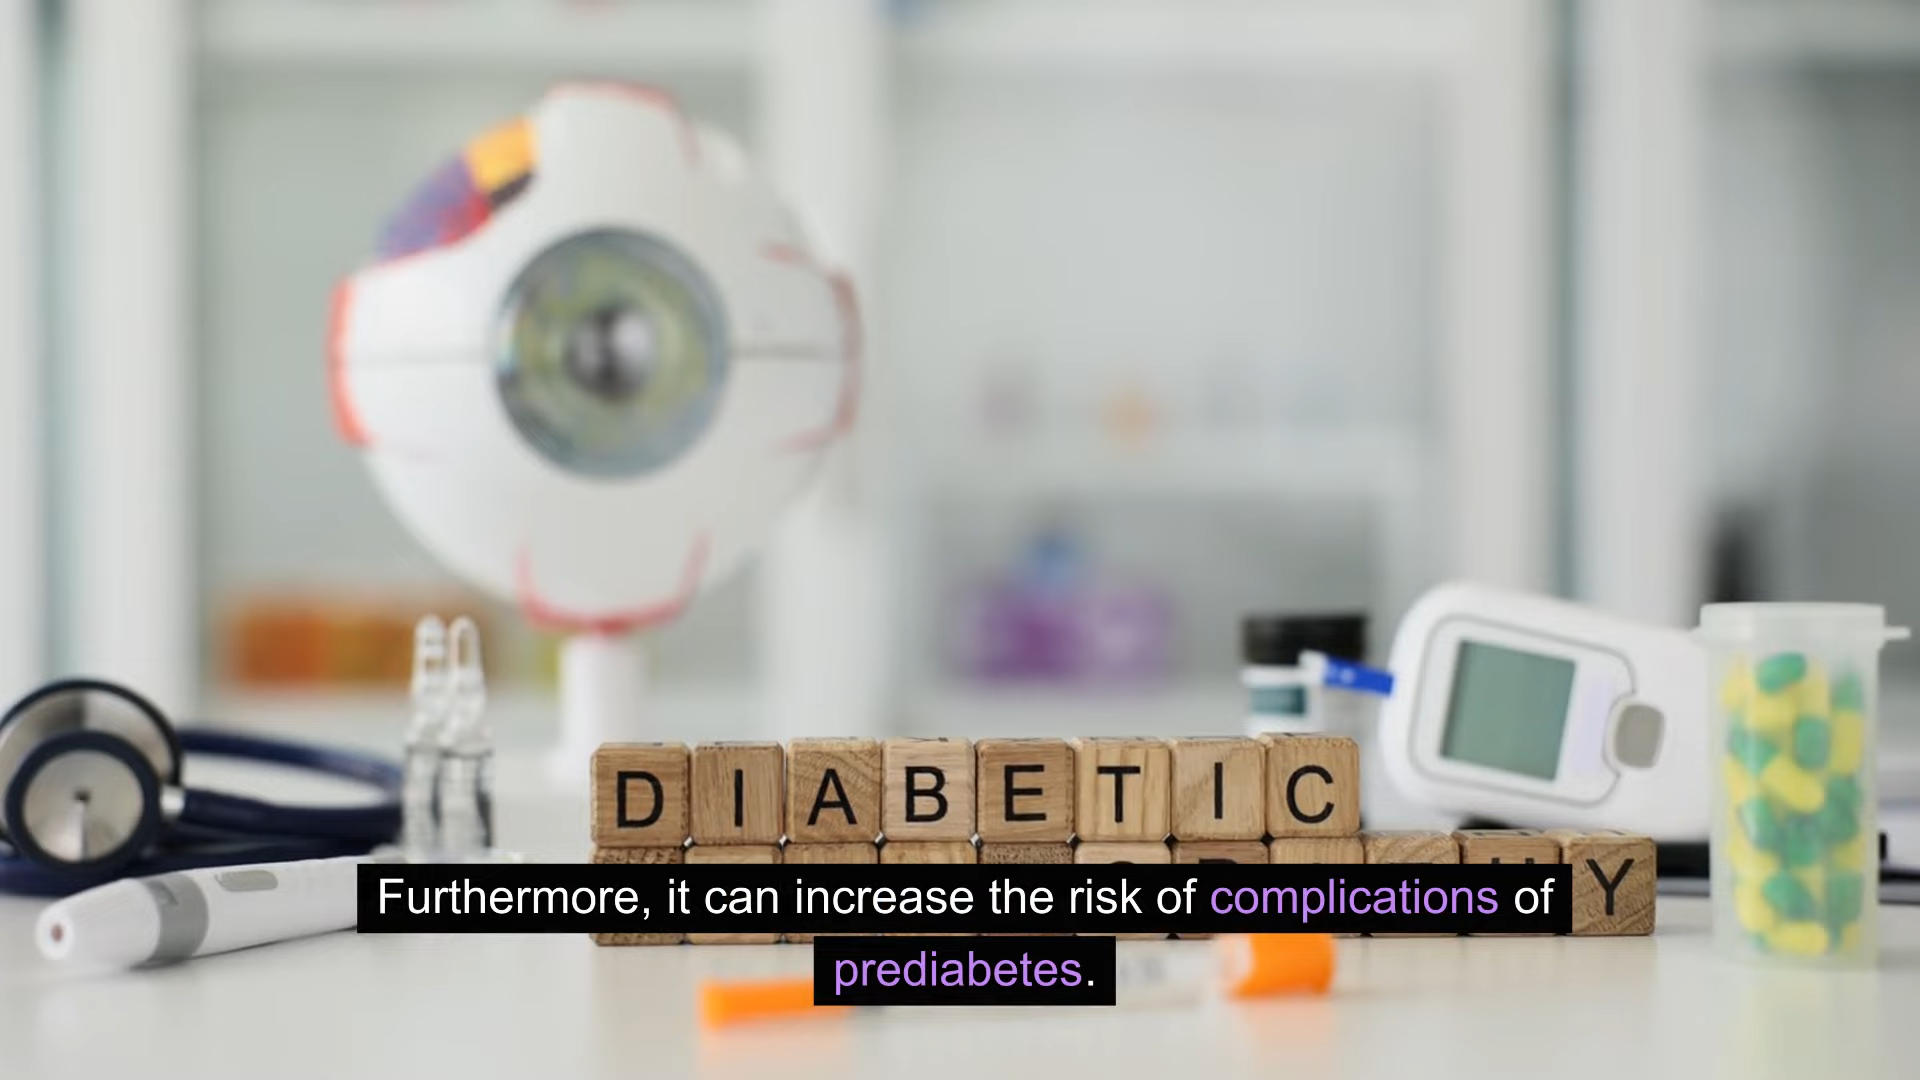 DIABETIC
Y
Furthermore, it can increase the risk of complications of
prediabetes.